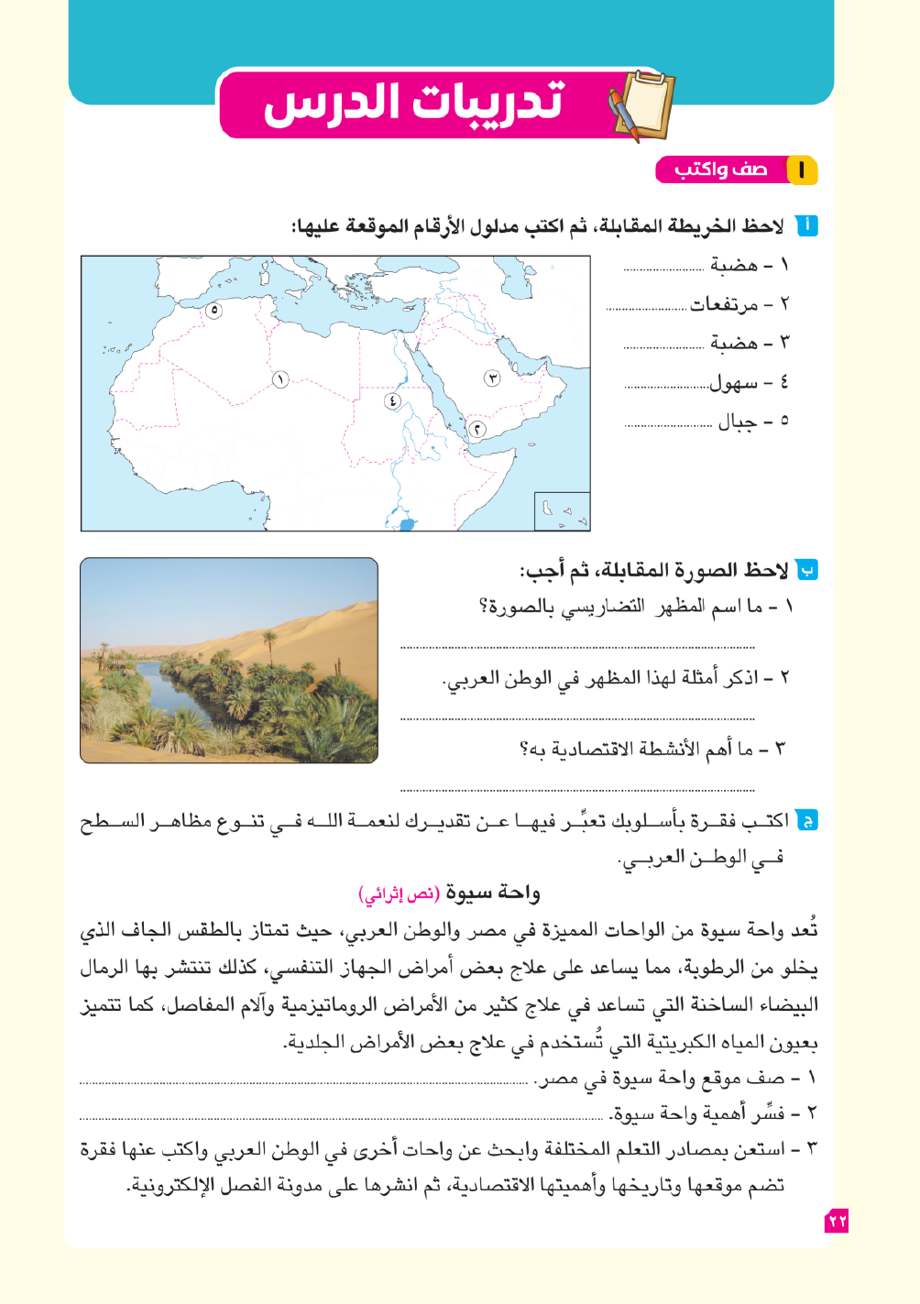 تدريبات الدرس
١ صف واكتب
أ لاحظ الخريطة المقابلة، ثم اكتب مدلول الأرقام الموقعة عليها:
١ - هضبة ........................
٢ - مرتفعات ........................
٣ - هضبة ........................
٤ - سهول ........................
٥ - جبال ........................
٥
١
٣
٤
٢
ب لاحظ الصورة المقابلة، ثم أجب:
١ - ما اسم المظهر التضاريسي بالصورة؟
........................
٢ - اذكر أمثلة لهذا المظهر في الوطن العربي.
........................
٣ - ما أهم الأنشطة الاقتصادية به؟
........................
ج اكتب فقرة بأسلوبك تعبِّر فيها عن تقديرك لنعمة الله في تنوع مظاهر السطح
في الوطن العربي.
واحة سيوة (نص إثرائي)
تُعد واحة سيوة من الواحات المميزة في مصر والوطن العربي، حيث تمتاز بالطقس الجاف الذي
يخلو من الرطوبة، مما يساعد على علاج بعض أمراض الجهاز التنفسي، كذلك تنتشر بها الرمال
البيضاء الساخنة التي تساعد في علاج كثير من الأمراض الروماتيزمية وآلام المفاصل، كما تتميز
بعيون المياه الكبريتية التي تُستخدم في علاج بعض الأمراض الجلدية.
١ - صف موقع واحة سيوة في مصر. ........................
٢ - فسِّر أهمية واحة سيوة. ........................
٣ - استعن بمصادر التعلم المختلفة وابحث عن واحات أخرى في الوطن العربي واكتب عنها فقرة
تضم موقعها وتاريخها وأهميتها الاقتصادية، ثم انشرها على مدونة الفصل الإلكترونية.
٢٢